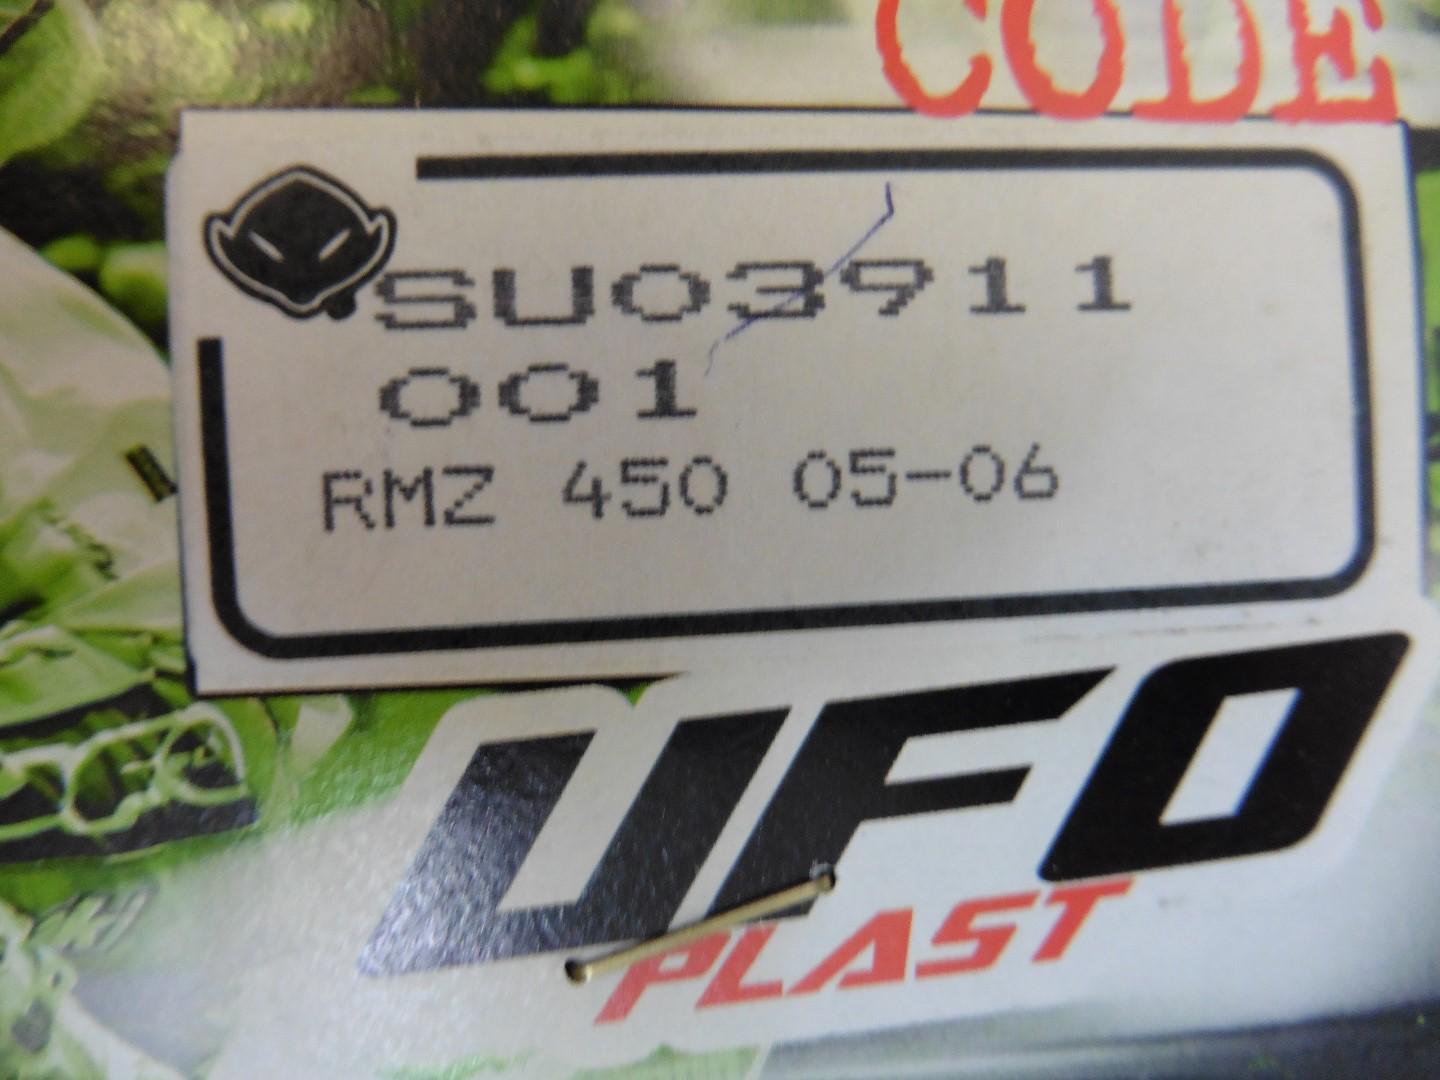 CODE
SU03911
001
RMZ 450 05-06
UFO
PLAST